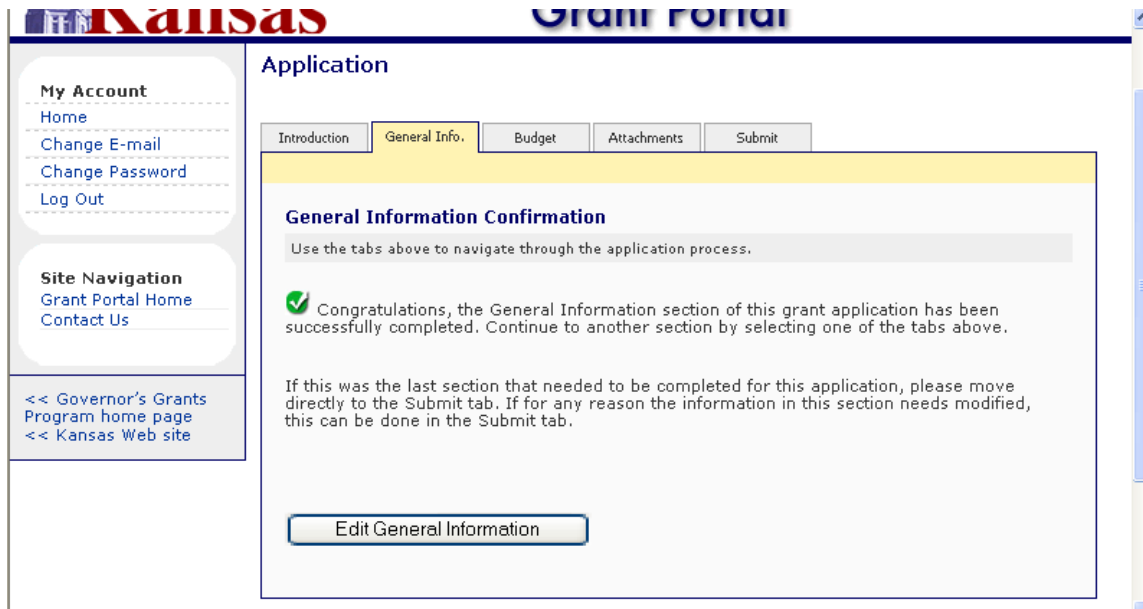 Kansas
Grant Portal
My Account
Home
Change E-mail
Change Password
Log Out
Site Navigation
Grant Portal Home
Contact Us
<< Governor's Grants
Program home page
<< Kansas Web site
Application
Introduction
General Info.
Budget
Attachments
Submit
General Information Confirmation
Use the tabs above to navigate through the application process.
Congratulations, the General Information section of this grant application has been
successfully completed. Continue to another section by selecting one of the tabs above.
If this was the last section that needed to be completed for this application, please move
directly to the Submit tab. If for any reason the information in this section needs modified,
this can be done in the Submit tab.
Edit General Information